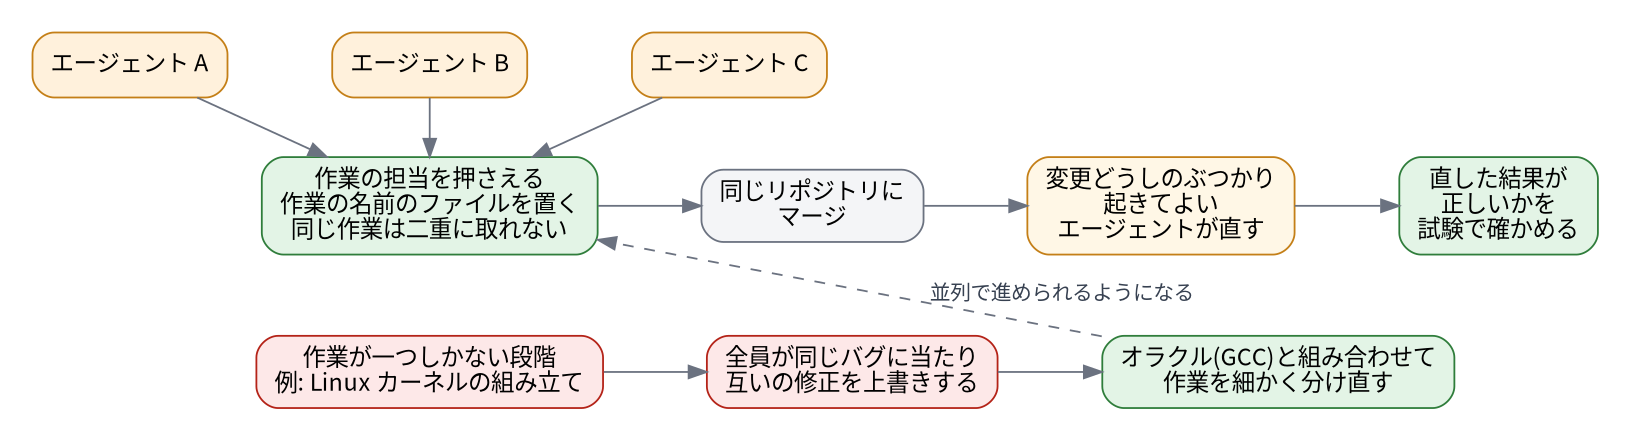 エージェント A
エージェント B
エージェント C
作業の担当を押さえる
作業の名前のファイルを置く
同じ作業は二重に取れない
同じリポジトリに
マージ
変更どうしのぶつかり
起きてよい
エージェントが直す
直した結果が
正しいかを
試験で確かめる
並列で進められるようになる
作業が一つしかない段階
例: Linux カーネルの組み立て
全員が同じバグに当たり
互いの修正を上書きする
オラクル(GCC)と組み合わせて
作業を細かく分け直す